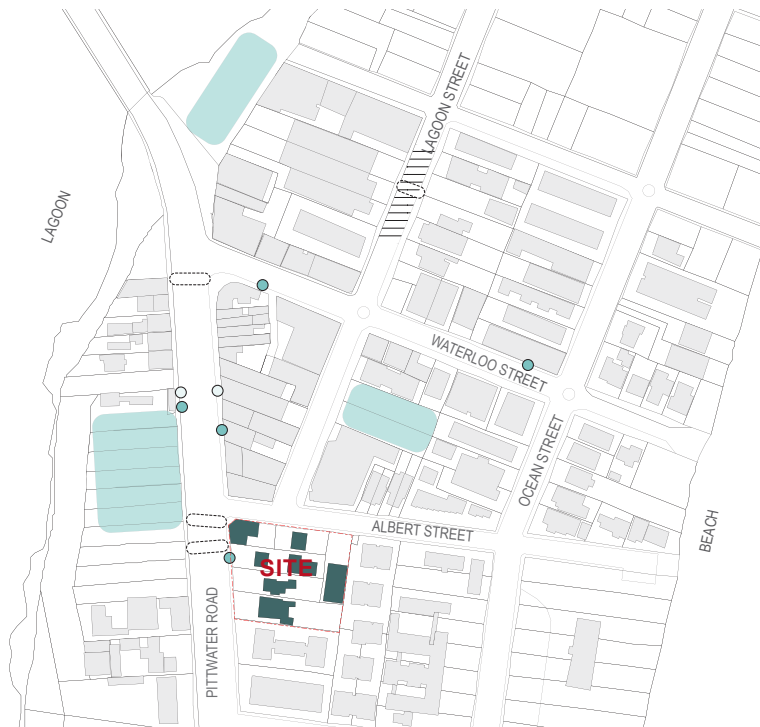 LAGOON STREET
LAGOON
WATERLOO STREET
OCEAN STREET
ALBERT STREET
BEACH
SITE
PITTWATER ROAD